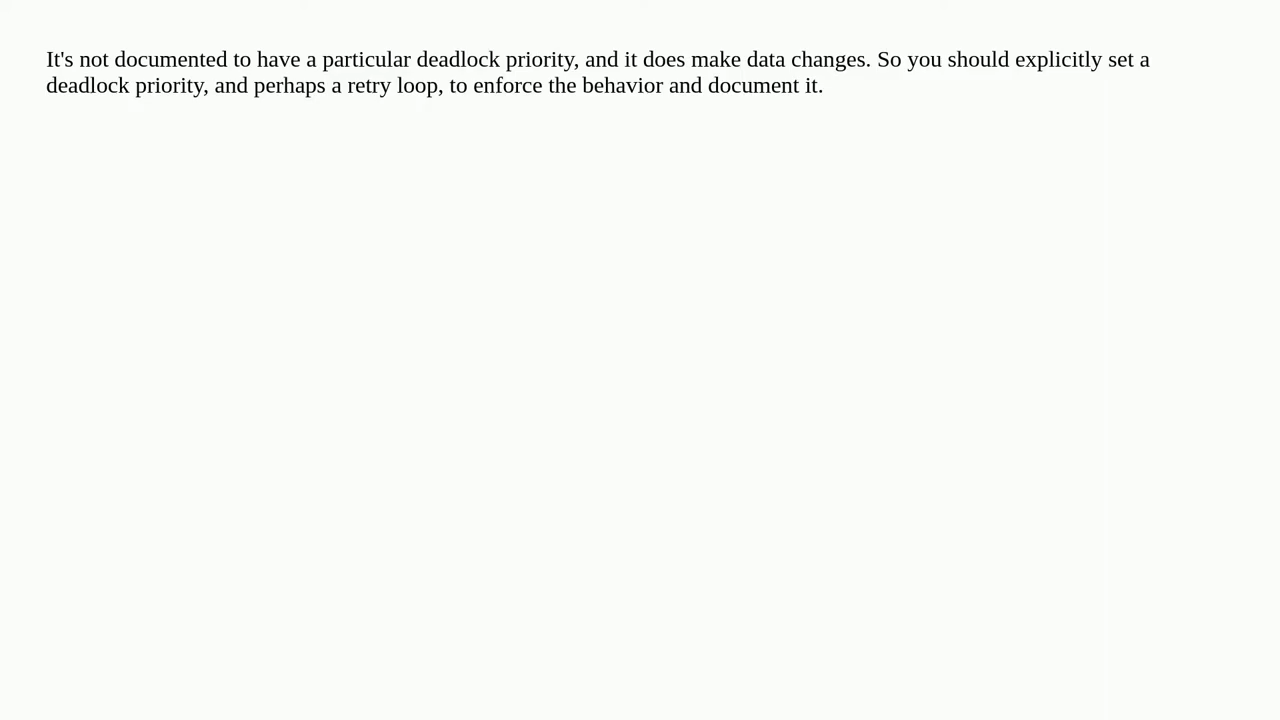 It's not documented to have a particular deadlock priority, and it does make data changes. So you should explicitly set a
deadlock priority, and perhaps a retry loop, to enforce the behavior and document it.